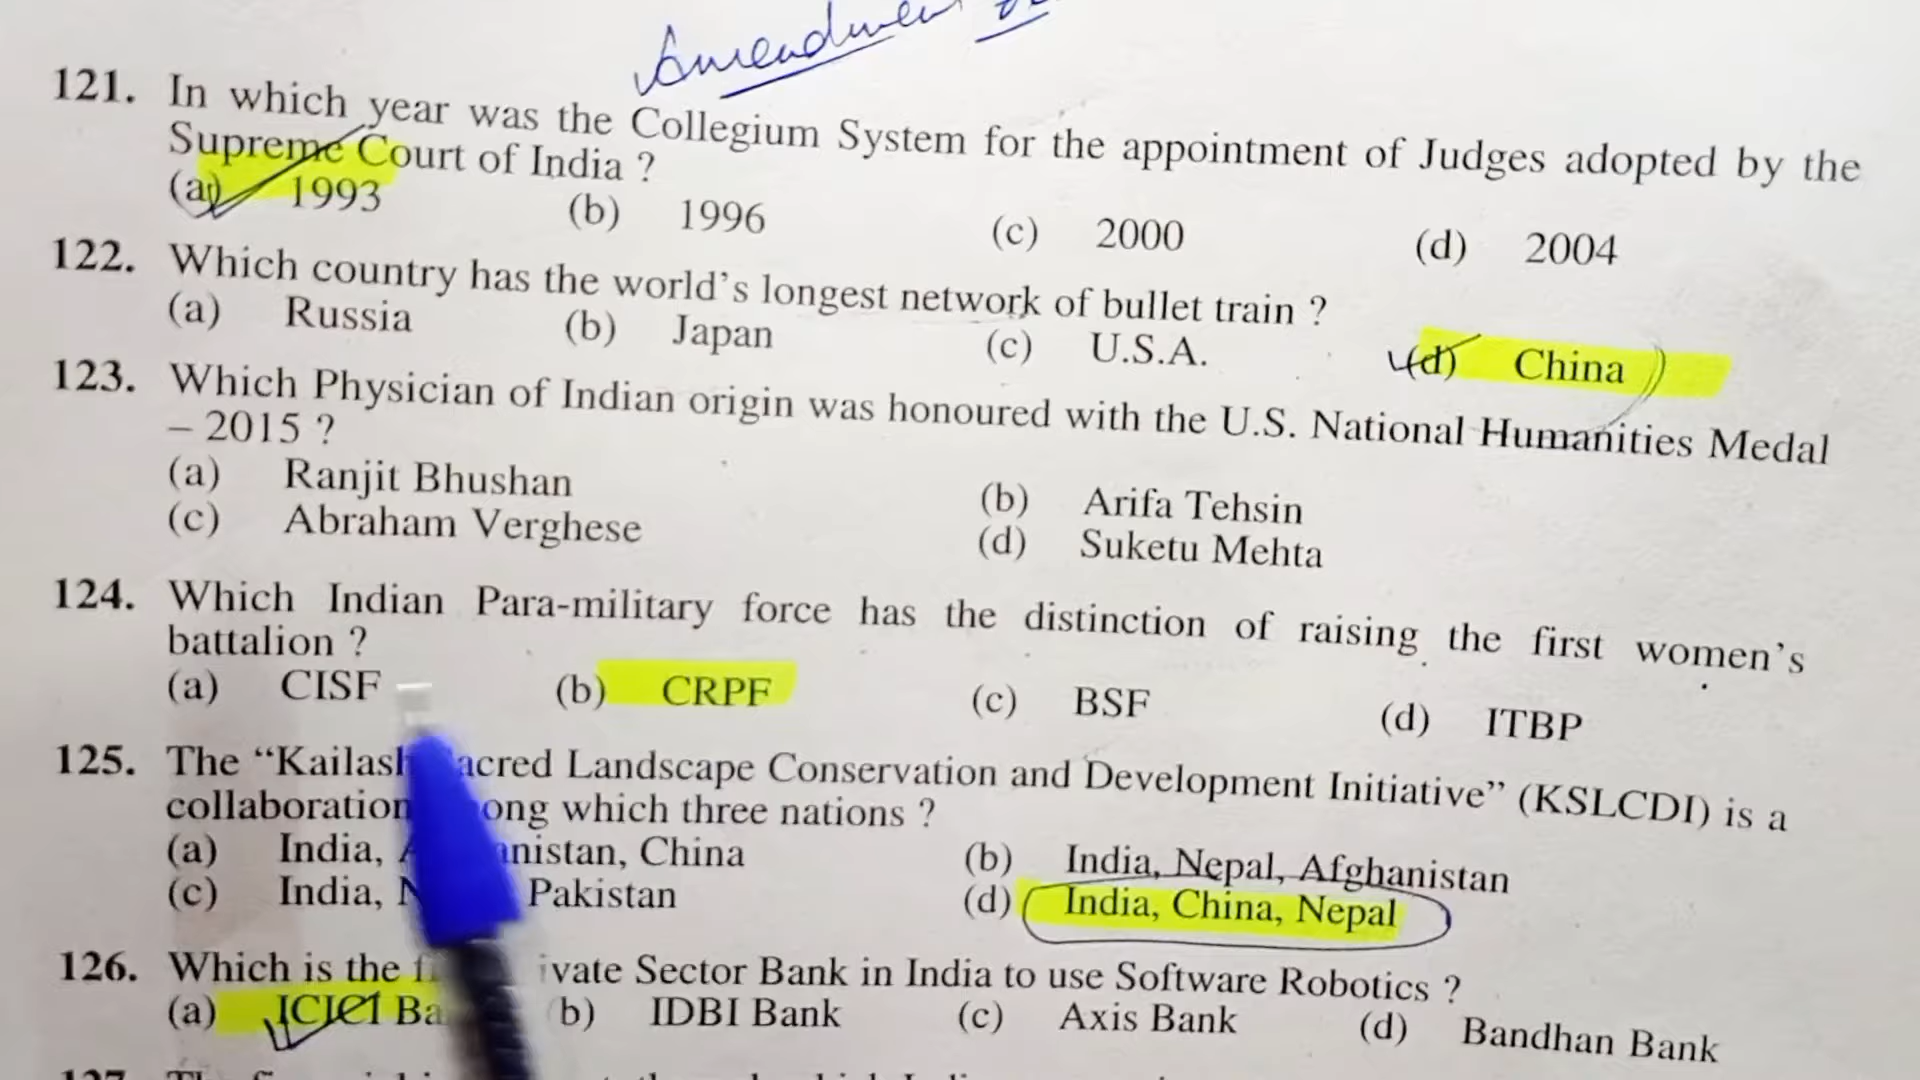 Amendment
121. In which year was the Collegium System for the appointment of Judges adopted by the
Supreme Court of India ?
(a) 1993 (b) 1996 (c) 2000 (d) 2004
122. Which country has the world's longest network of bullet train ?
(a) Russia (b) Japan (c) U.S.A. (d) China
123. Which Physician of Indian origin was honoured with the U.S. National Humanities Medal
– 2015 ?
(a) Ranjit Bhushan (b) Arifa Tehsin
(c) Abraham Verghese (d) Suketu Mehta
124. Which Indian Para-military force has the distinction of raising the first women's
battalion ?
(a) CISF (b) CRPF (c) BSF (d) ITBP
125. The “Kailash acred Landscape Conservation and Development Initiative” (KSLCDI) is a
collaboration ong which three nations ?
(a) India, nistan, China (b) India, Nepal, Afghanistan
(c) India, N Pakistan (d) India, China, Nepal
126. Which is the vate Sector Bank in India to use Software Robotics ?
(a) ICICI Ba b) IDBI Bank (c) Axis Bank (d) Bandhan Bank